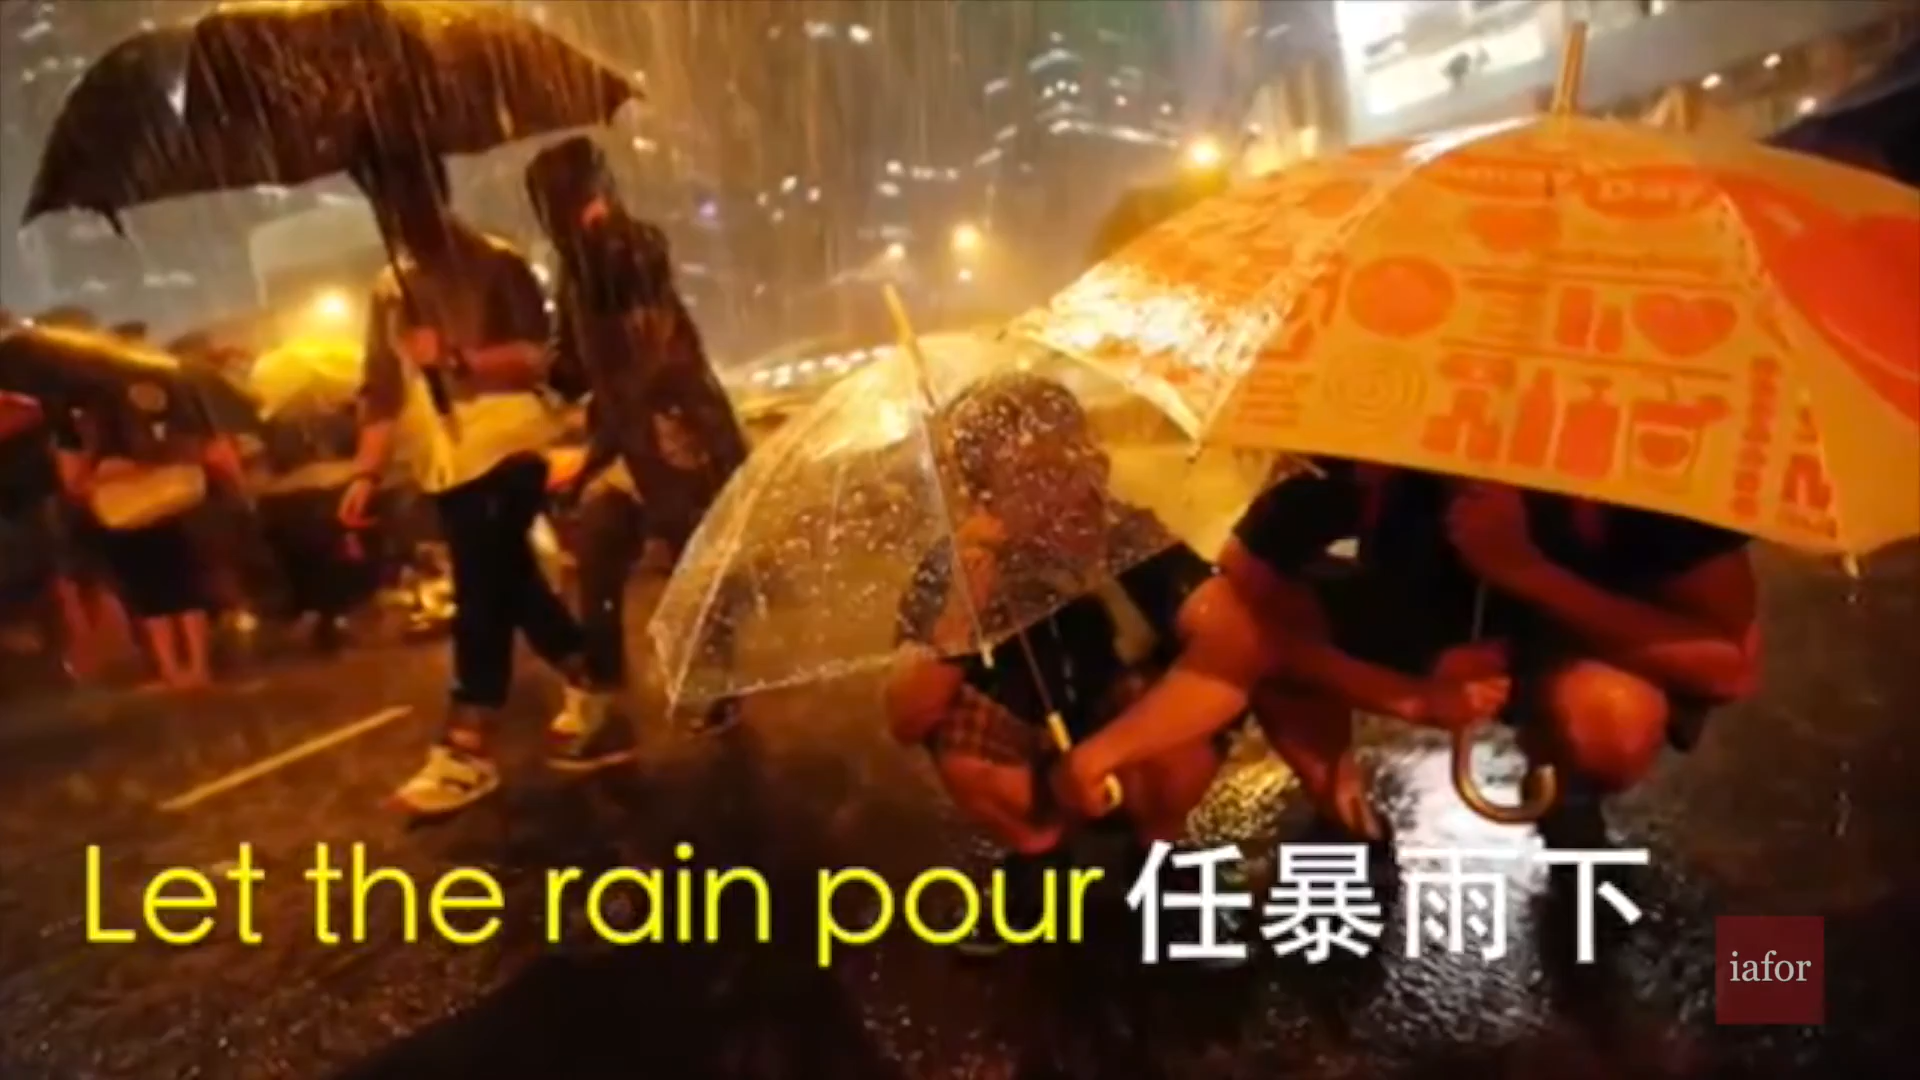 Let the rain pour 任暴雨下
iafor